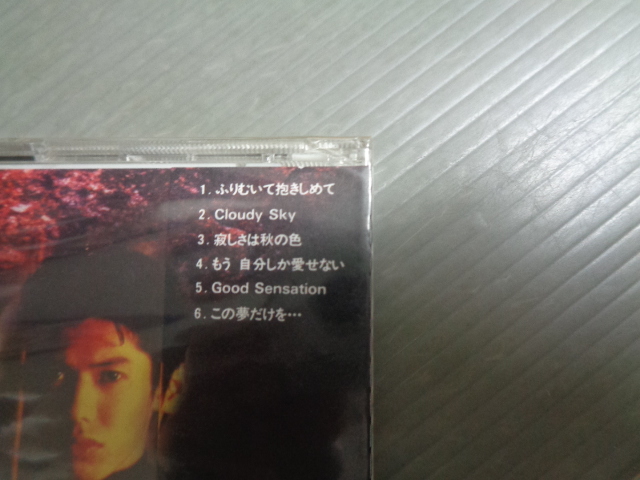 1. ふりむいて抱きしめて
2. Cloudy Sky
3. 寂しさは秋の色
4. もう 自分しか愛せない
5. Good Sensation
6. この夢だけを…